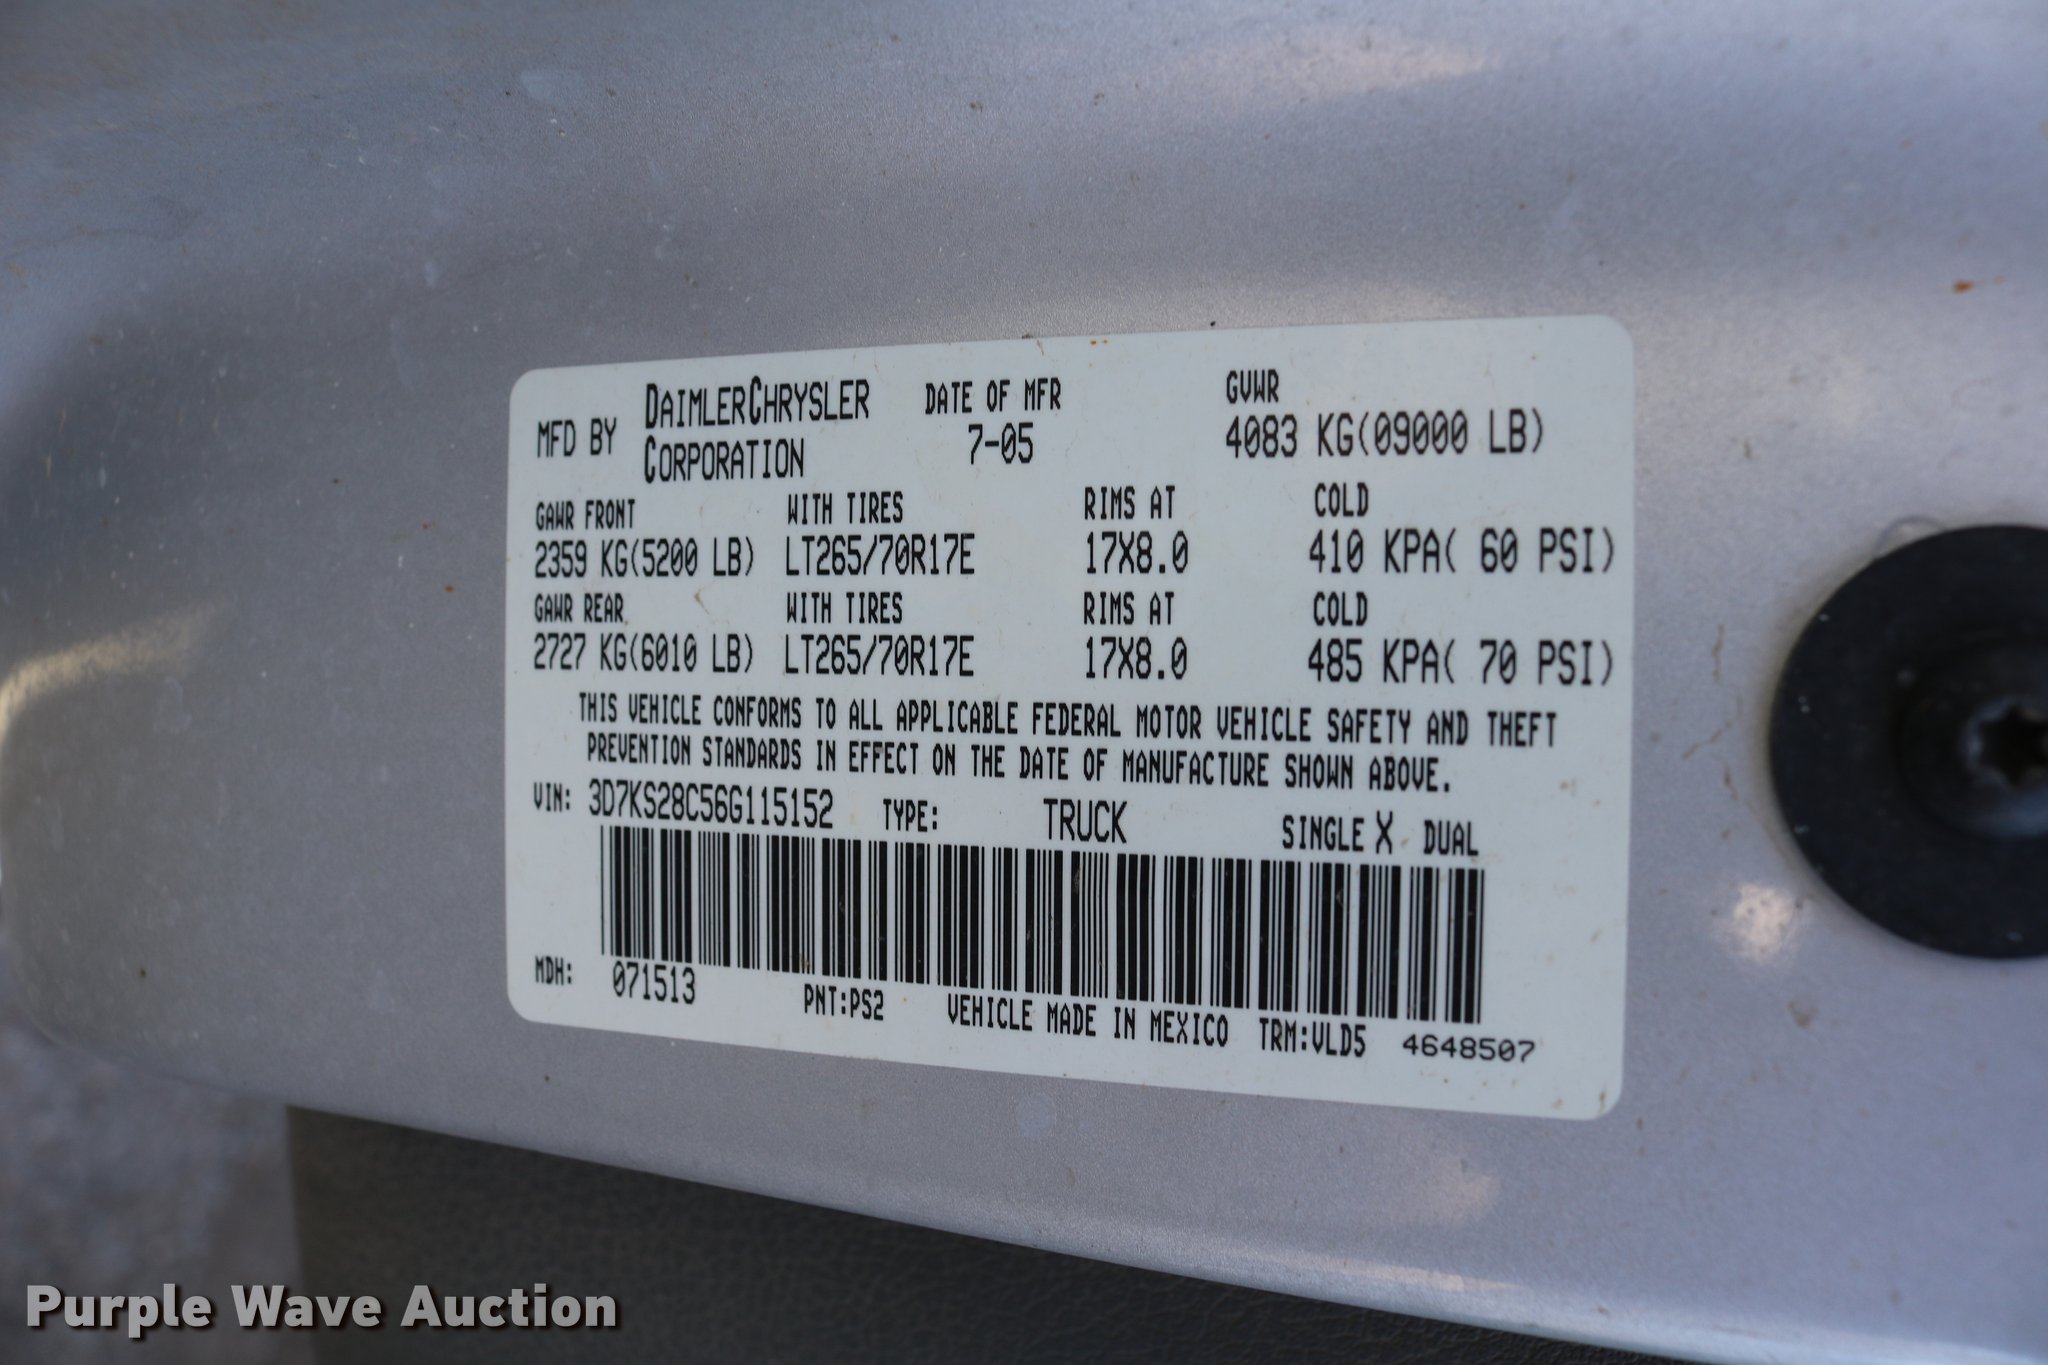 MFD BY DAIMLERCHRYSLER CORPORATION
DATE OF MFR
7-05
GVWR
4083 KG(09000 LB)
GAWR FRONT WITH TIRES RIMS AT COLD
2359 KG(5200 LB) LT265/70R17E 17X8.0 410 KPA( 60 PSI)
GAWR REAR WITH TIRES RIMS AT COLD
2727 KG(6010 LB) LT265/70R17E 17X8.0 485 KPA( 70 PSI)
THIS VEHICLE CONFORMS TO ALL APPLICABLE FEDERAL MOTOR VEHICLE SAFETY AND THEFT
PREVENTION STANDARDS IN EFFECT ON THE DATE OF MANUFACTURE SHOWN ABOVE.
VIN: 3D7KS28C56G115152 TYPE: TRUCK SINGLE X DUAL
MDH: 071513 PNT:PS2 VEHICLE MADE IN MEXICO TRM:VLD5 4648507
Purple Wave Auction